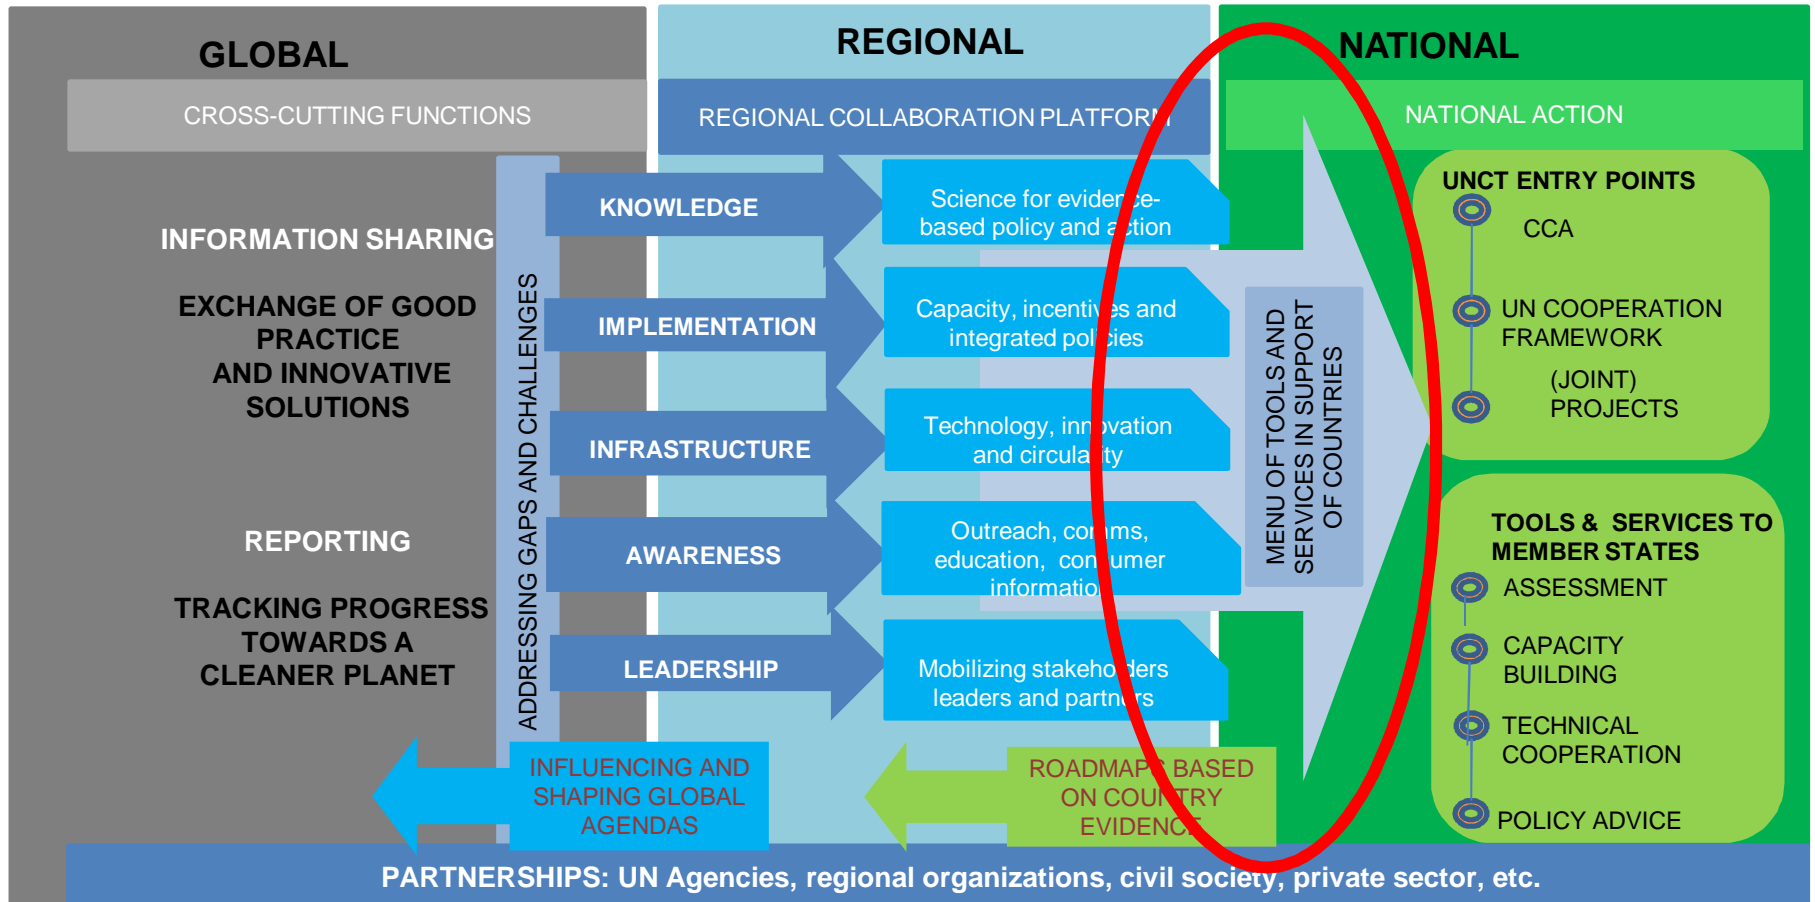 GLOBAL
CROSS-CUTTING FUNCTIONS
INFORMATION SHARING
EXCHANGE OF GOOD
PRACTICE
AND INNOVATIVE
SOLUTIONS
REPORTING
TRACKING PROGRESS
TOWARDS A
CLEANER PLANET
ADDRESSING GAPS AND CHALLENGES
REGIONAL
REGIONAL COLLABORATION PLATFORM
KNOWLEDGE
Science for evidence-
based policy and action
IMPLEMENTATION
Capacity, incentives and
integrated policies
INFRASTRUCTURE
Technology, innovation
and circularity
AWARENESS
Outreach, comms,
education, consumer
information
LEADERSHIP
Mobilizing stakeholders
leaders and partners
MENU OF TOOLS AND
SERVICES IN SUPPORT
OF COUNTRIES
NATIONAL
NATIONAL ACTION
UNCT ENTRY POINTS
CCA
UN COOPERATION
FRAMEWORK
(JOINT)
PROJECTS
TOOLS & SERVICES TO
MEMBER STATES
ASSESSMENT
CAPACITY
BUILDING
TECHNICAL
COOPERATION
POLICY ADVICE
INFLUENCING AND
SHAPING GLOBAL
AGENDAS
ROADMAPS BASED
ON COUNTRY
EVIDENCE
PARTNERSHIPS: UN Agencies, regional organizations, civil society, private sector, etc.